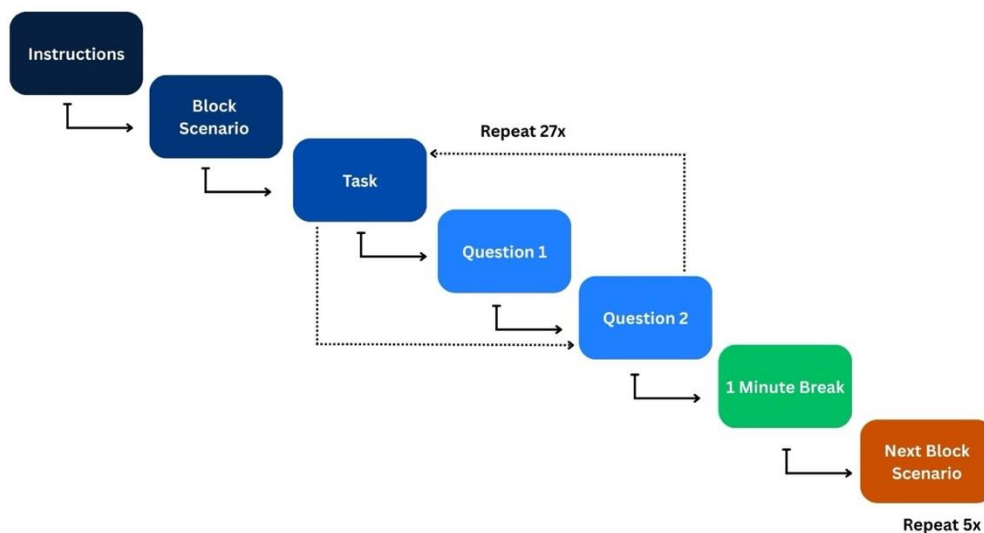 Instructions
Block
Scenario
Repeat 27x
Task
Question 1
Question 2
1 Minute Break
Next Block
Scenario
Repeat 5x